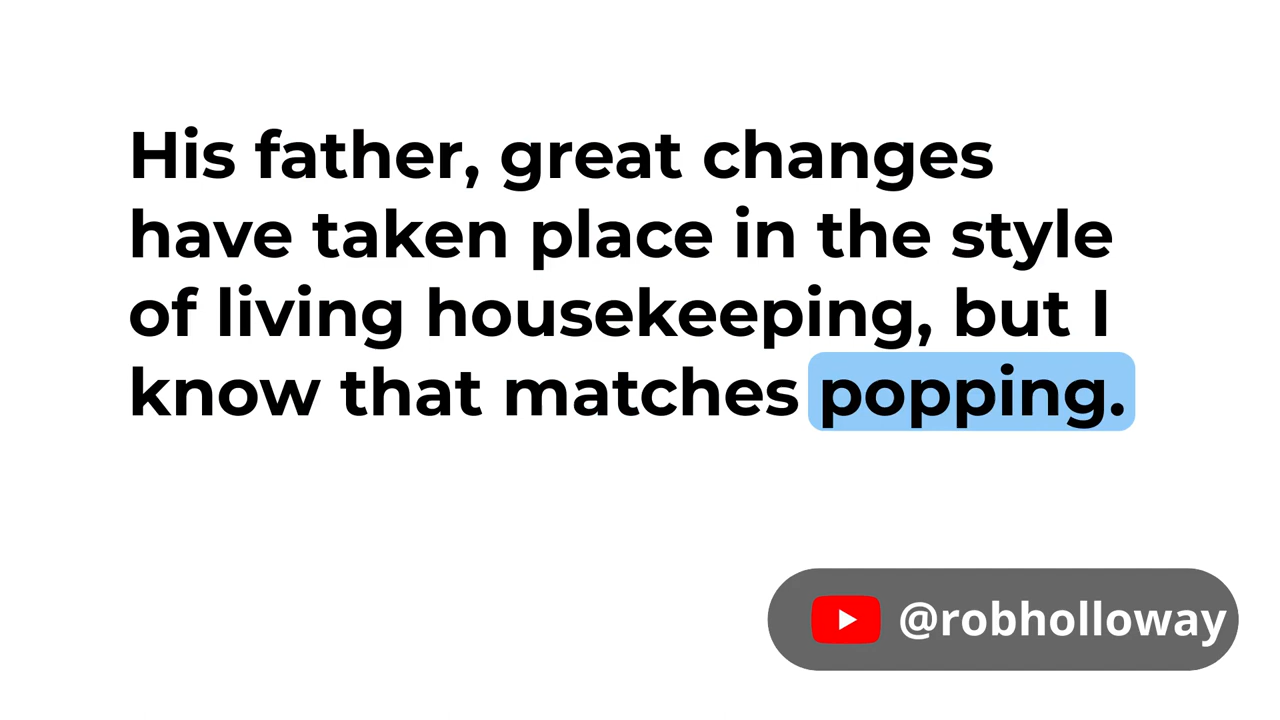 His father, great changes
have taken place in the style
of living housekeeping, but I
know that matches popping.
@robholloway